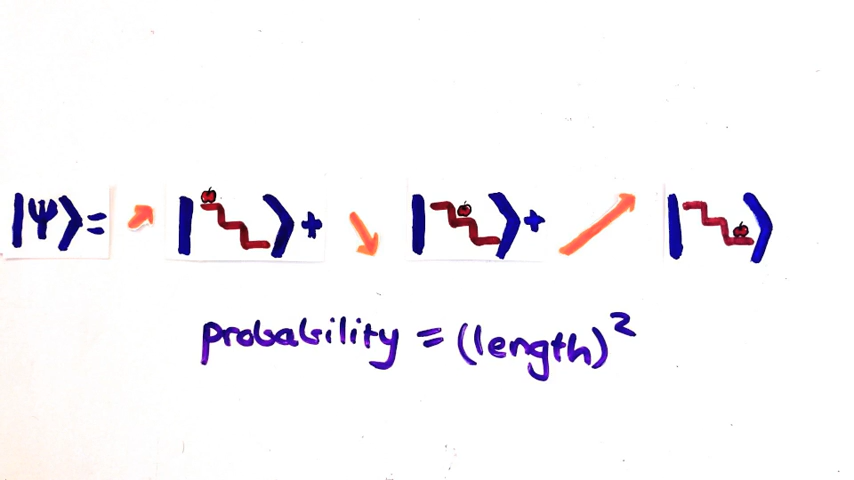 |Ψ⟩= | ⟩+ | ⟩+ | ⟩
probability = (length)²